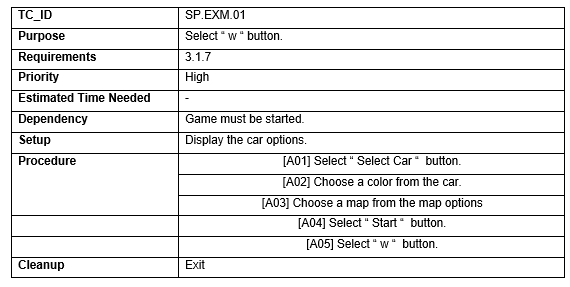 TC_ID SP.EXM.01
Purpose Select “ w “ button.
Requirements 3.1.7
Priority High
Estimated Time Needed -
Dependency Game must be started.
Setup Display the car options.
Procedure [A01] Select “ Select Car “ button.
[A02] Choose a color from the car.
[A03] Choose a map from the map options
[A04] Select “ Start “ button.
[A05] Select “ w “ button.
Cleanup Exit